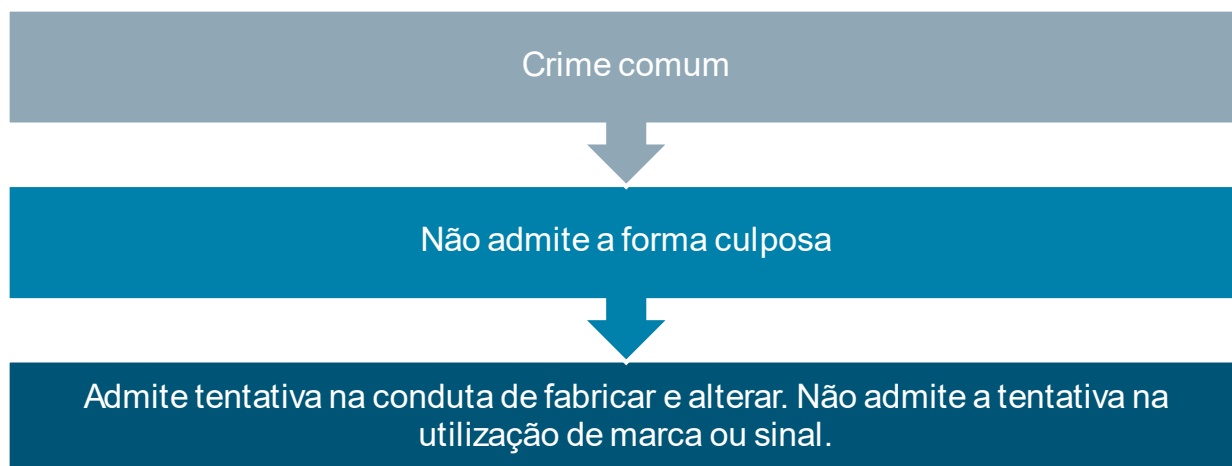 Crime comum
Não admite a forma culposa
Admite tentativa na conduta de fabricar e alterar. Não admite a tentativa na
utilização de marca ou sinal.